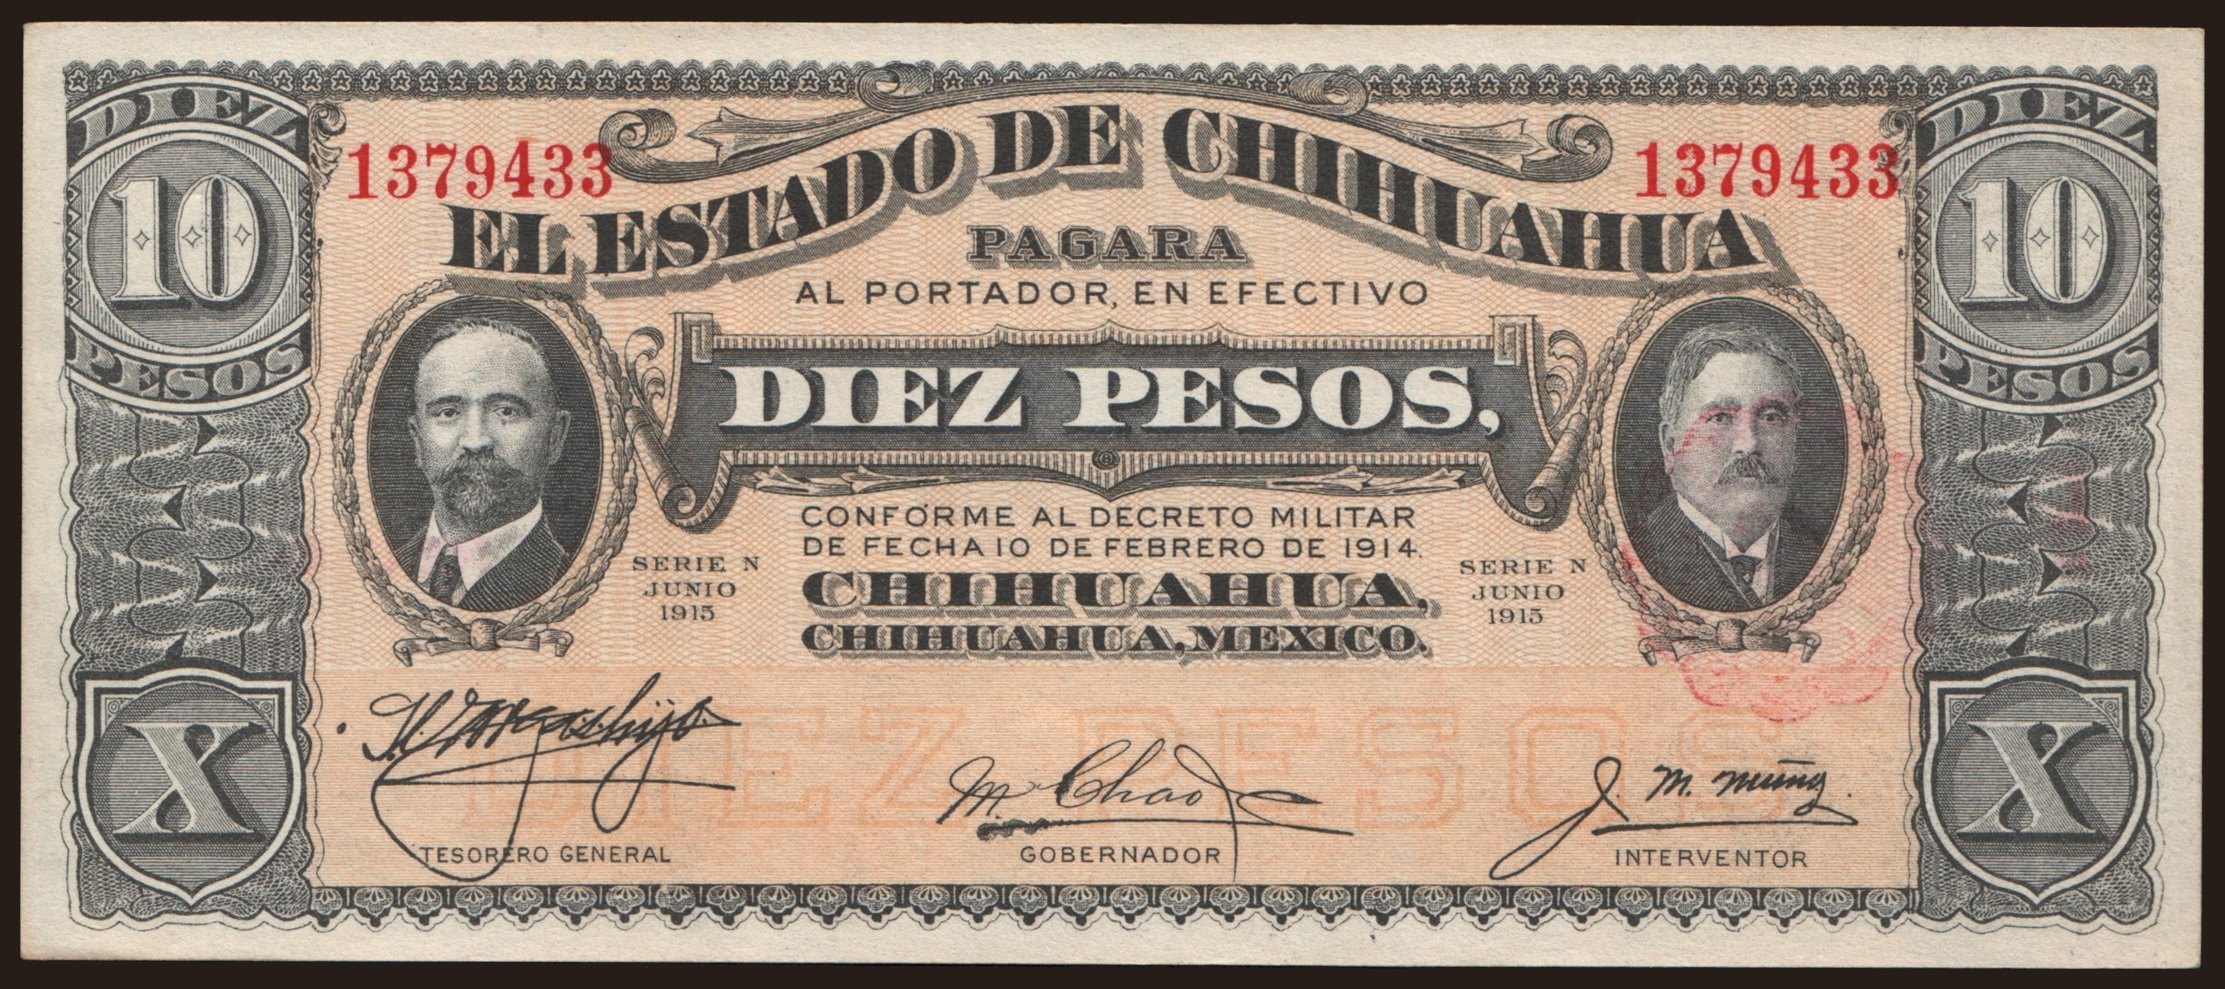 DIEZ
10
PESOS
1379433
EL ESTADO DE CHIHUAHUA
1379433
DIEZ
10
PESOS
PAGARA
AL PORTADOR, EN EFECTIVO
DIEZ PESOS,
CONFORME AL DECRETO MILITAR
DE FECHA 10 DE FEBRERO DE 1914.
SERIE N
JUNIO
1915
CHIHUAHUA,
CHIHUAHUA, MEXICO.
SERIE N
JUNIO
1915
DIEZ PESOS
X
M Chao
J. M. Muñoz.
X
TESORERO GENERAL
GOBERNADOR
INTERVENTOR